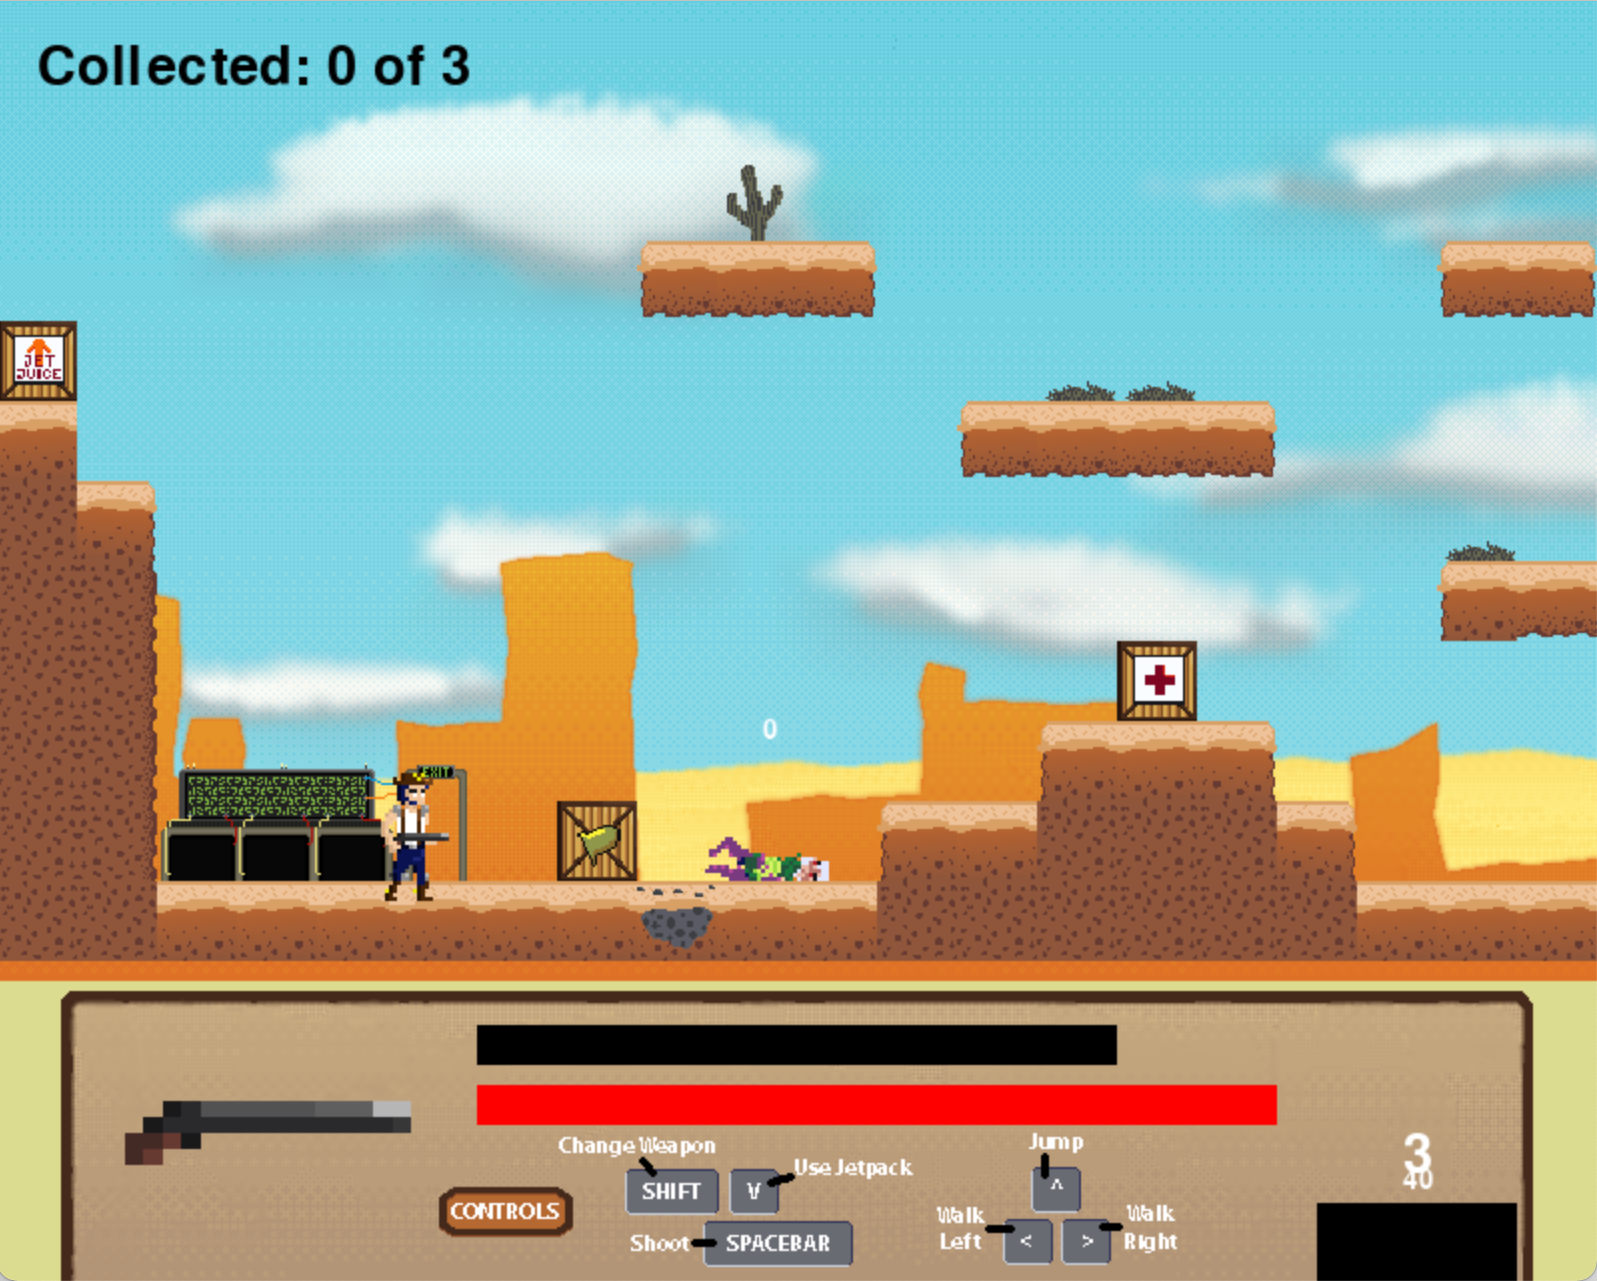 Collected: 0 of 3
JET
JUICE
0
EXIT
Change Weapon
Use Jetpack
SHIFT
V
CONTROLS
Shoot
SPACEBAR
Jump
^
Walk
Left
<
>
Walk
Right
3
40